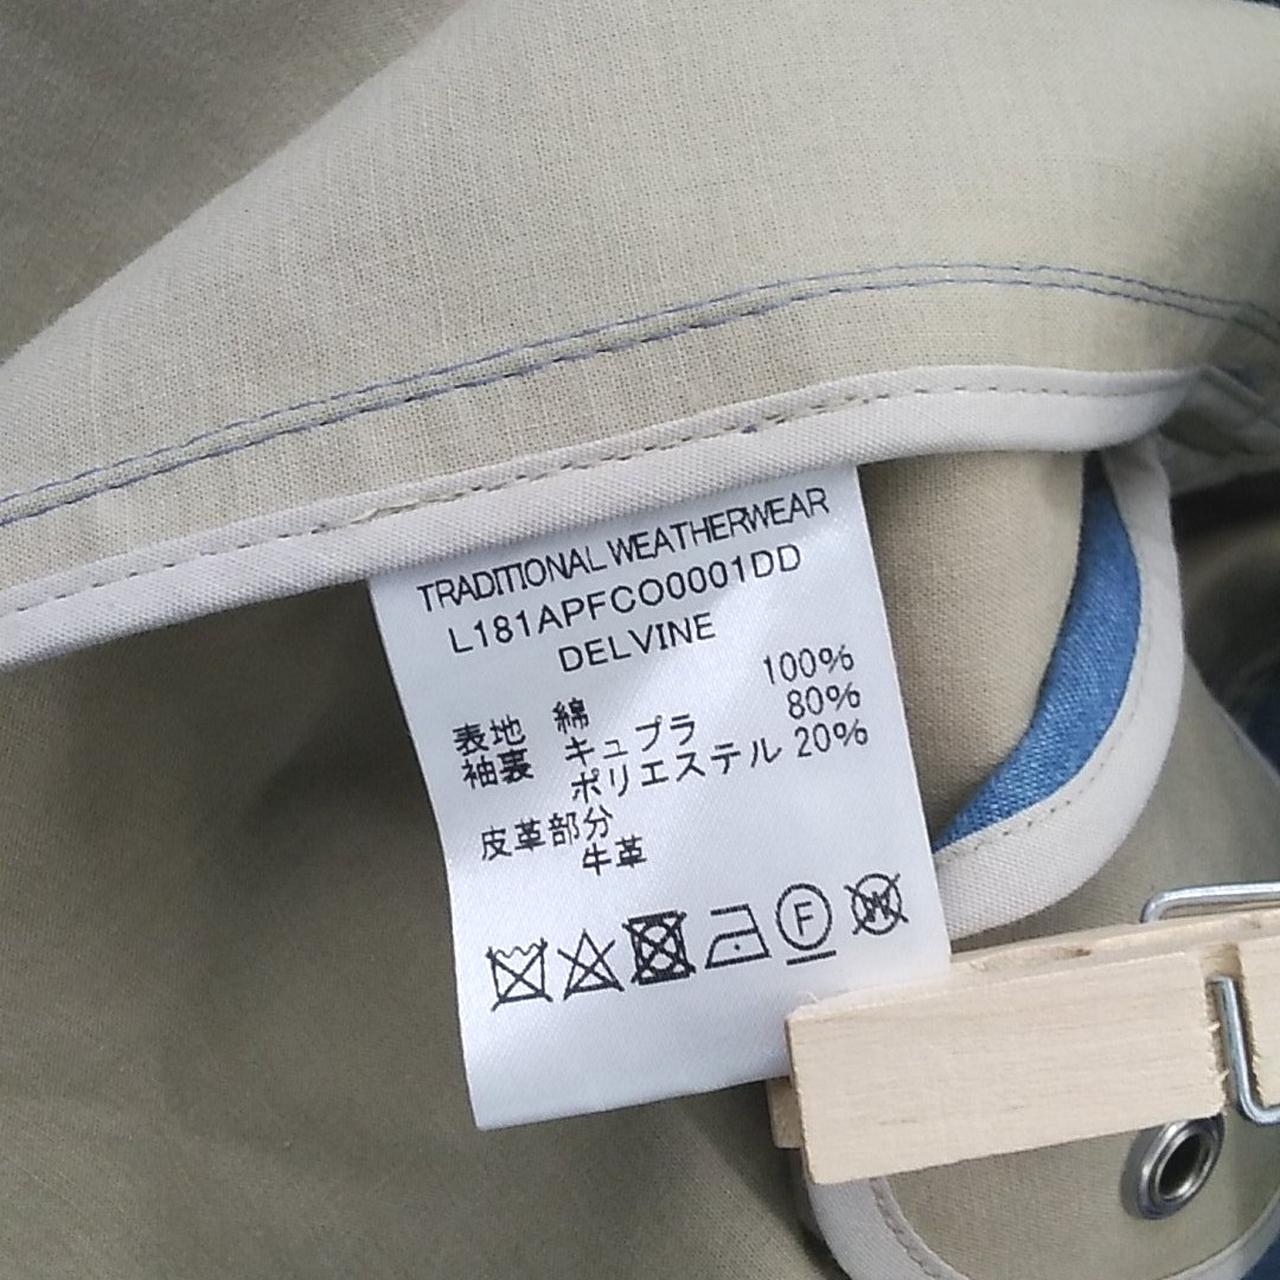 TRADITIONAL WEATHERWEAR
L181APFCO0001DD
DELVINE
表地 綿 100%
袖裏 キュプラ 80%
ポリエステル 20%
皮革部分
牛革
F
W